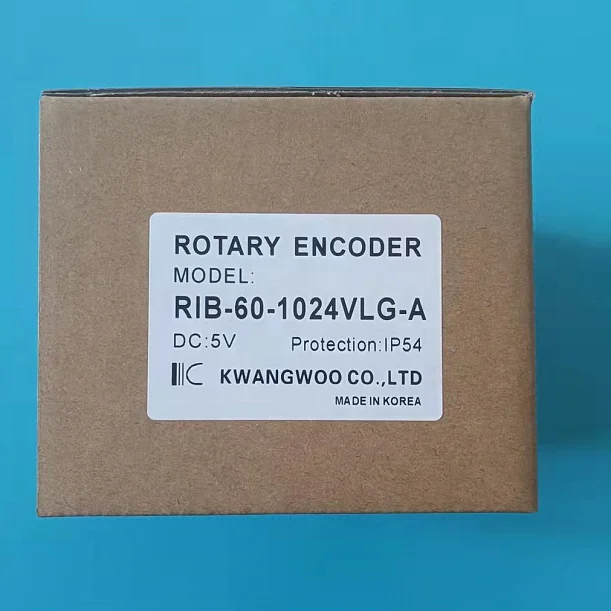 ROTARY ENCODER
MODEL:
RIB-60-1024VLG-A
DC:5V Protection:IP54
KWANGWOO CO.,LTD
MADE IN KOREA